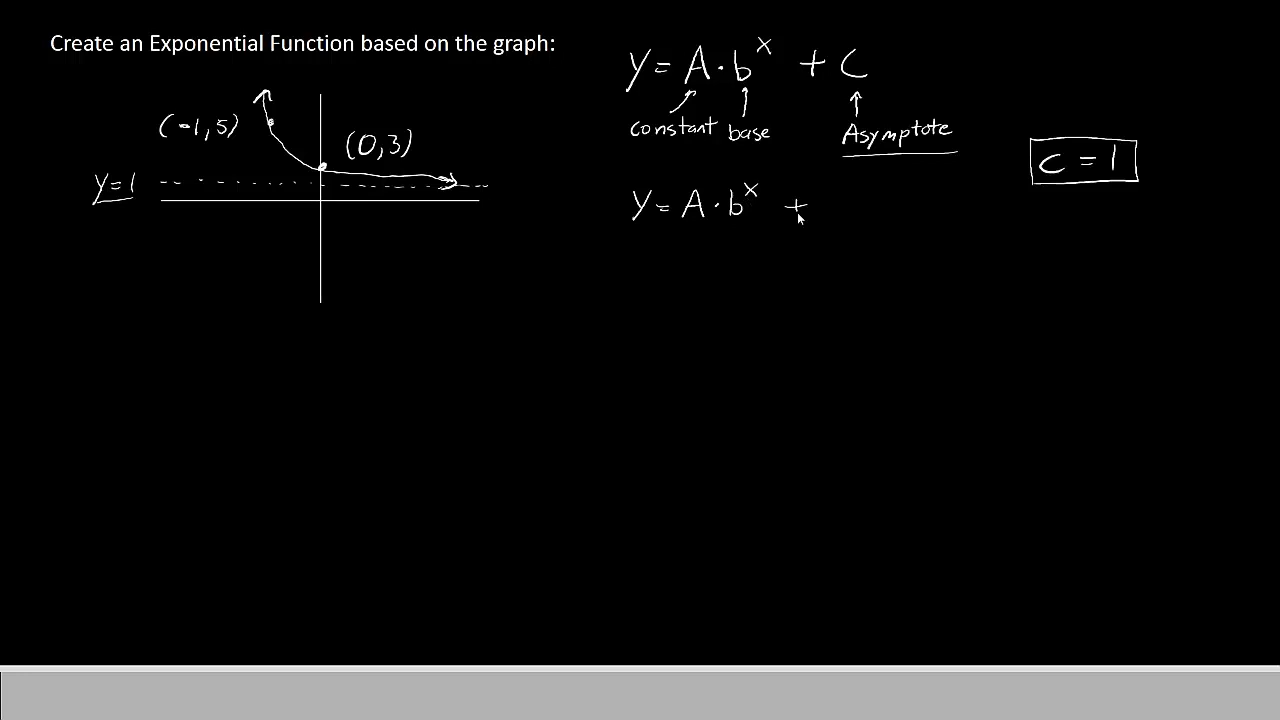 Create an Exponential Function based on the graph:
y = A · b^x + C
constant base Asymptote
(-1,5)
(0,3)
y=1
c = 1
y = A · b^x +